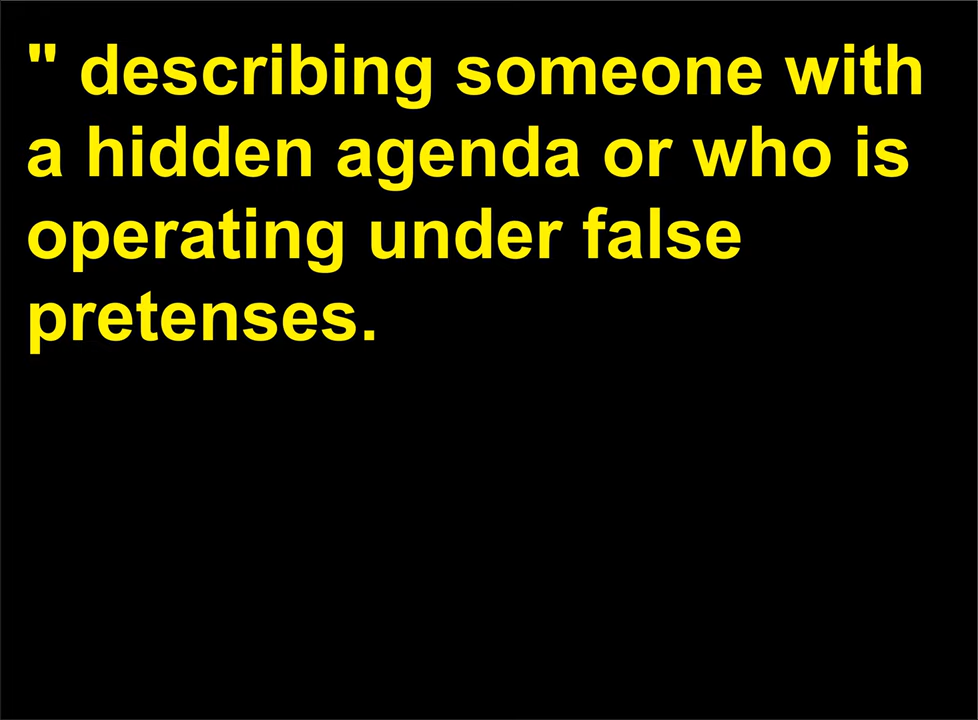 " describing someone with
a hidden agenda or who is
operating under false
pretenses.